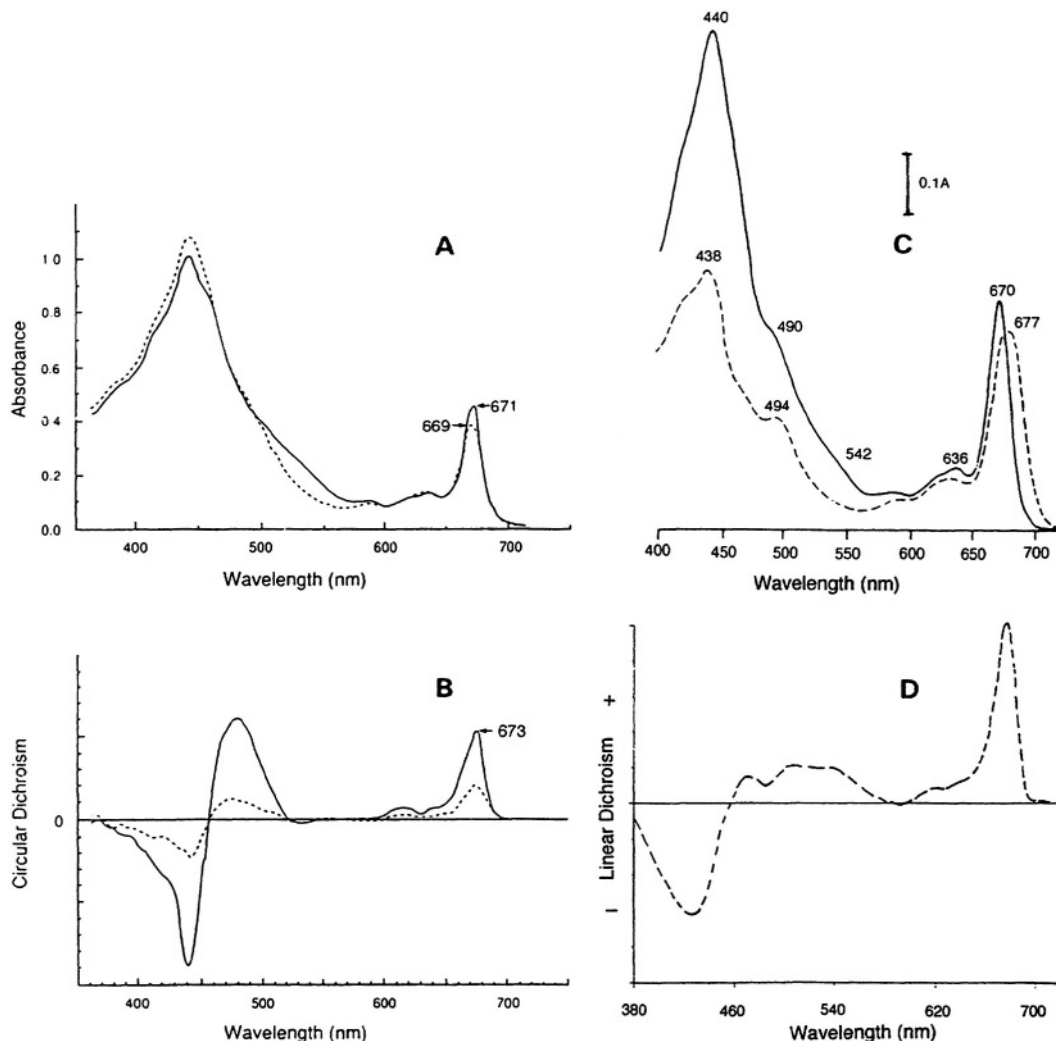 A
Absorbance
1.0
0.8
0.6
0.4
0.2
0.0
669
671
400 500 600 700
Wavelength (nm)
C
440
0.1A
438
490
494
542
636
670
677
400 450 500 550 600 650 700
Wavelength (nm)
B
Circular Dichroism
0
673
400 500 600 700
Wavelength (nm)
D
+
Linear Dichroism
–
380 460 540 620 700
Wavelength (nm)